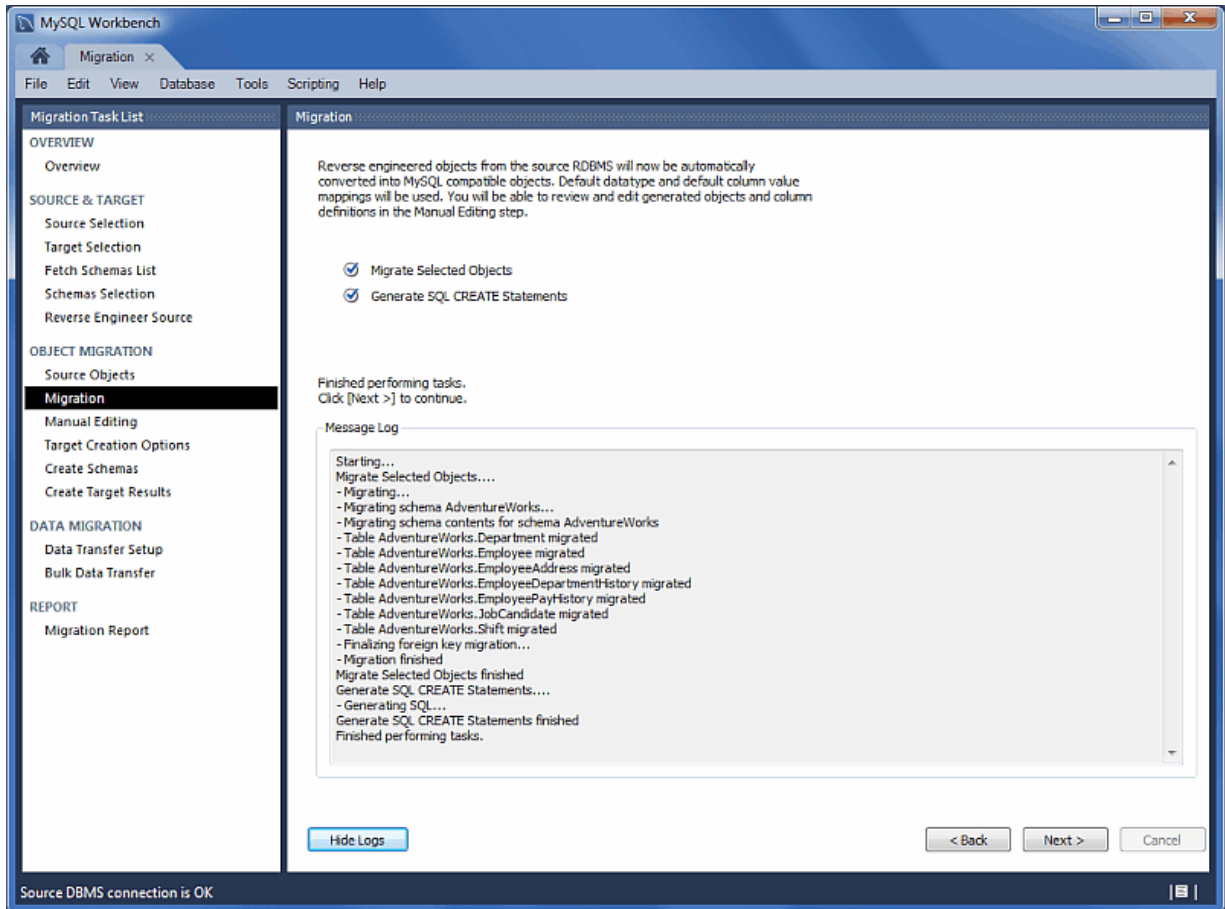 MySQL Workbench
Migration
File Edit View Database Tools Scripting Help
Migration Task List
OVERVIEW
Overview
SOURCE & TARGET
Source Selection
Target Selection
Fetch Schemas List
Schemas Selection
Reverse Engineer Source
OBJECT MIGRATION
Source Objects
Migration
Manual Editing
Target Creation Options
Create Schemas
Create Target Results
DATA MIGRATION
Data Transfer Setup
Bulk Data Transfer
REPORT
Migration Report
Migration
Reverse engineered objects from the source RDBMS will now be automatically
converted into MySQL compatible objects. Default datatype and default column value
mappings will be used. You will be able to review and edit generated objects and column
definitions in the Manual Editing step.
Migrate Selected Objects
Generate SQL CREATE Statements
Finished performing tasks.
Click [Next >] to continue.
Message Log
Starting...
Migrate Selected Objects....
- Migrating...
- Migrating schema AdventureWorks...
- Migrating schema contents for schema AdventureWorks
- Table AdventureWorks.Department migrated
- Table AdventureWorks.Employee migrated
- Table AdventureWorks.EmployeeAddress migrated
- Table AdventureWorks.EmployeeDepartmentHistory migrated
- Table AdventureWorks.EmployeePayHistory migrated
- Table AdventureWorks.JobCandidate migrated
- Table AdventureWorks.Shift migrated
- Finalizing foreign key migration...
- Migration finished
Migrate Selected Objects finished
Generate SQL CREATE Statements....
- Generating SQL...
Generate SQL CREATE Statements finished
Finished performing tasks.
Hide Logs
< Back Next > Cancel
Source DBMS connection is OK